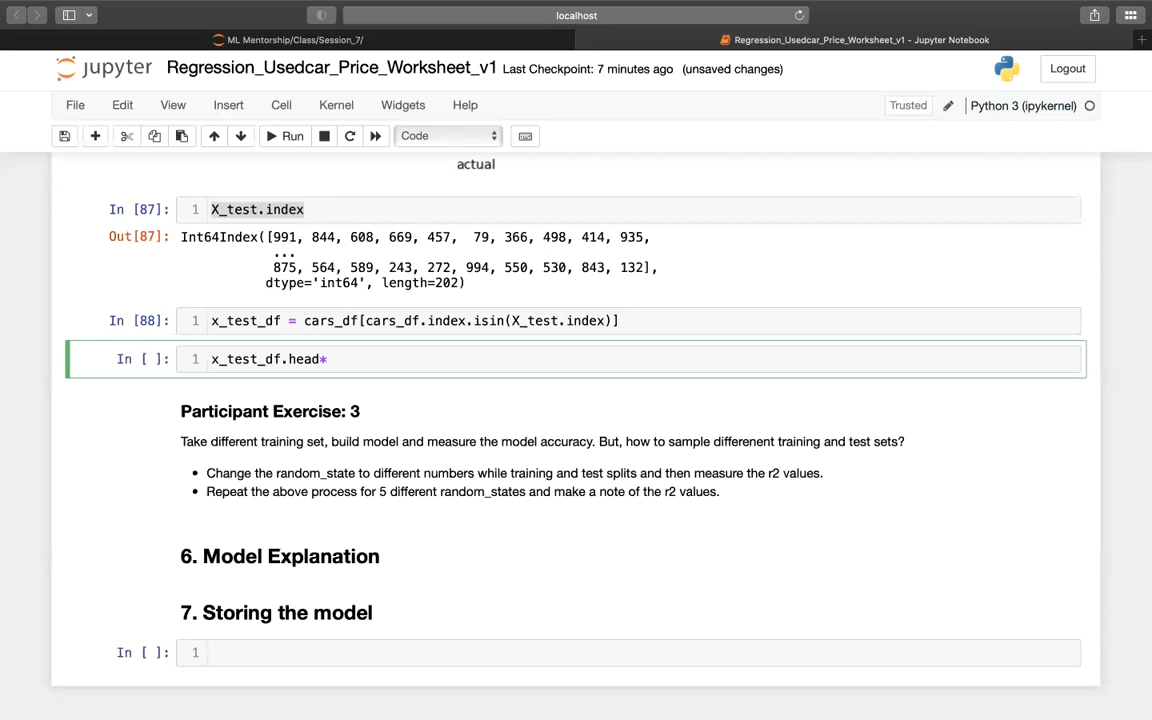 localhost
ML Mentorship/Class/Session_7/
Regression_Usedcar_Price_Worksheet_v1 - Jupyter Notebook
jupyter Regression_Usedcar_Price_Worksheet_v1 Last Checkpoint: 7 minutes ago (unsaved changes)
Logout
File Edit View Insert Cell Kernel Widgets Help
Trusted Python 3 (ipykernel)
Run Code
actual
In [87]: 1 X_test.index
Out[87]: Int64Index([991, 844, 608, 669, 457, 79, 366, 498, 414, 935,
...
875, 564, 589, 243, 272, 994, 550, 530, 843, 132],
dtype='int64', length=202)
In [88]: 1 x_test_df = cars_df[cars_df.index.isin(X_test.index)]
In [ ]: 1 x_test_df.head*
Participant Exercise: 3
Take different training set, build model and measure the model accuracy. But, how to sample differenent training and test sets?
• Change the random_state to different numbers while training and test splits and then measure the r2 values.
• Repeat the above process for 5 different random_states and make a note of the r2 values.
6. Model Explanation
7. Storing the model
In [ ]: 1